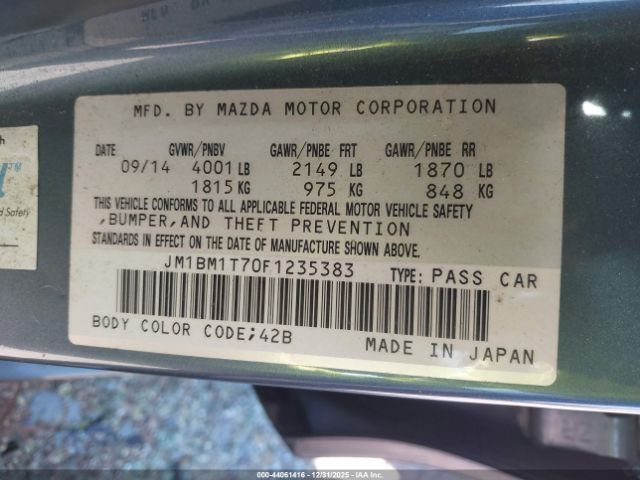 MFD. BY MAZDA MOTOR CORPORATION
DATE GVWR/PNBV GAWR/PNBE FRT GAWR/PNBE RR
09/14 4001 LB 2149 LB 1870 LB
1815 KG 975 KG 848 KG
THIS VEHICLE CONFORMS TO ALL APPLICABLE FEDERAL MOTOR VEHICLE SAFETY
,BUMPER,AND THEFT PREVENTION
STANDARDS IN EFFECT ON THE DATE OF MANUFACTURE SHOWN ABOVE.
JM1BM1T70F1235383 TYPE: PASS CAR
BODY COLOR CODE;42B
MADE IN JAPAN
TM
Safety
000-44061416 - 12/31/2025 - IAA Inc.